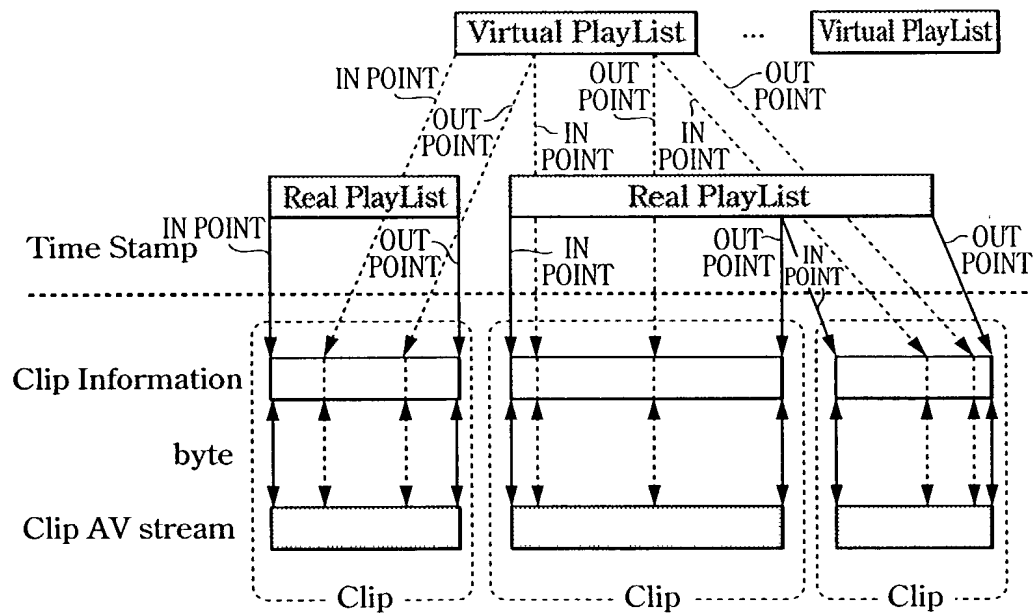 Virtual PlayList
...
Virtual PlayList
IN POINT
OUT
POINT
OUT
POINT
IN
POINT
IN
POINT
OUT
POINT
Real PlayList
Real PlayList
IN POINT
Time Stamp
OUT
POINT
IN
POINT
OUT
POINT
IN
POINT
OUT
POINT
Clip Information
byte
Clip AV stream
Clip
Clip
Clip